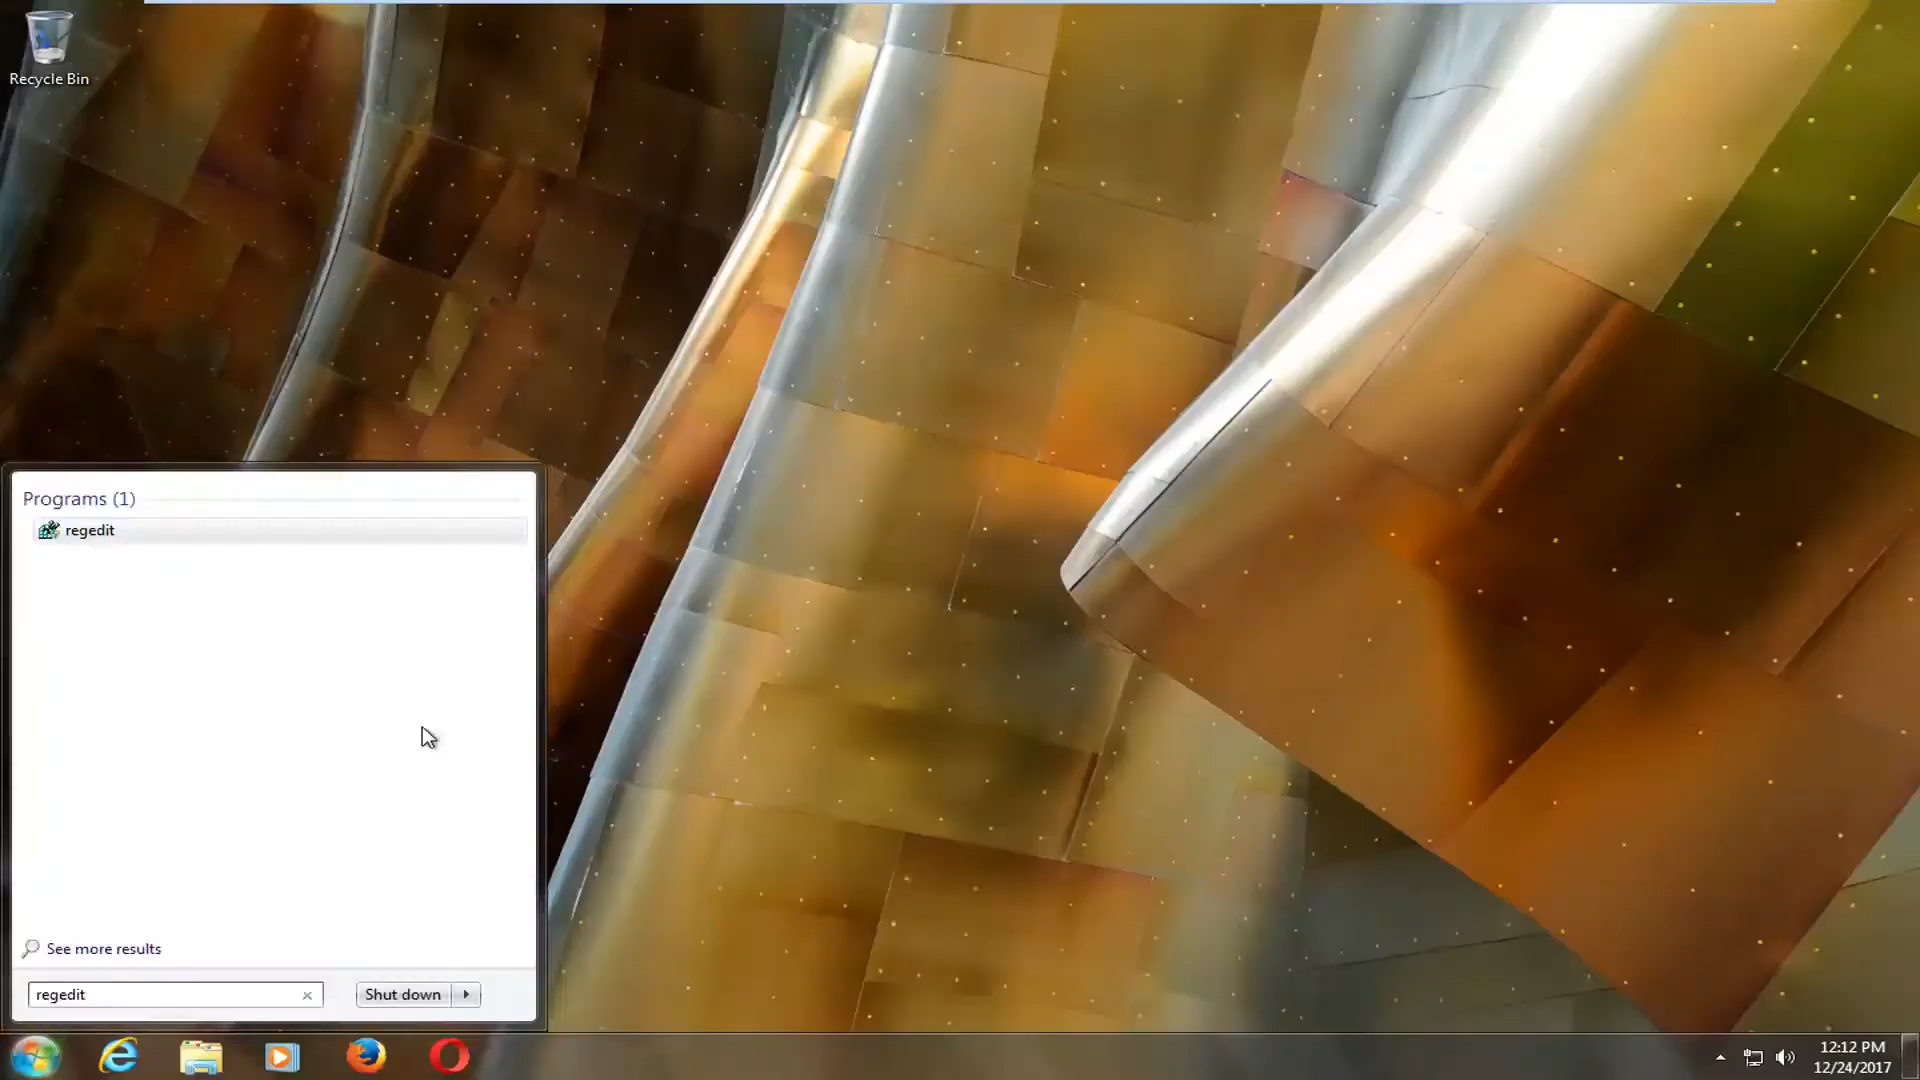 Recycle Bin
Programs (1)
regedit
See more results
regedit
Shut down
12:12 PM
12/24/2017